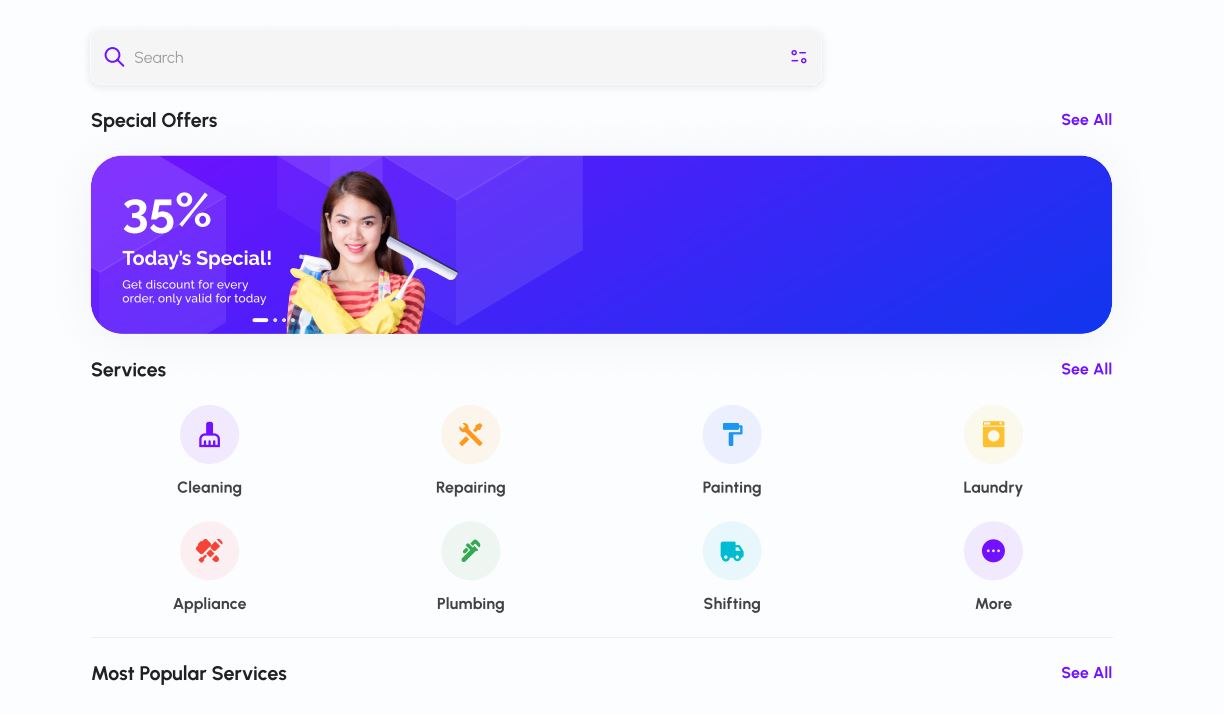 Search
Special Offers
See All
35%
Today's Special!
Get discount for every
order, only valid for today
Services
See All
Cleaning
Repairing
Painting
Laundry
Appliance
Plumbing
Shifting
More
Most Popular Services
See All